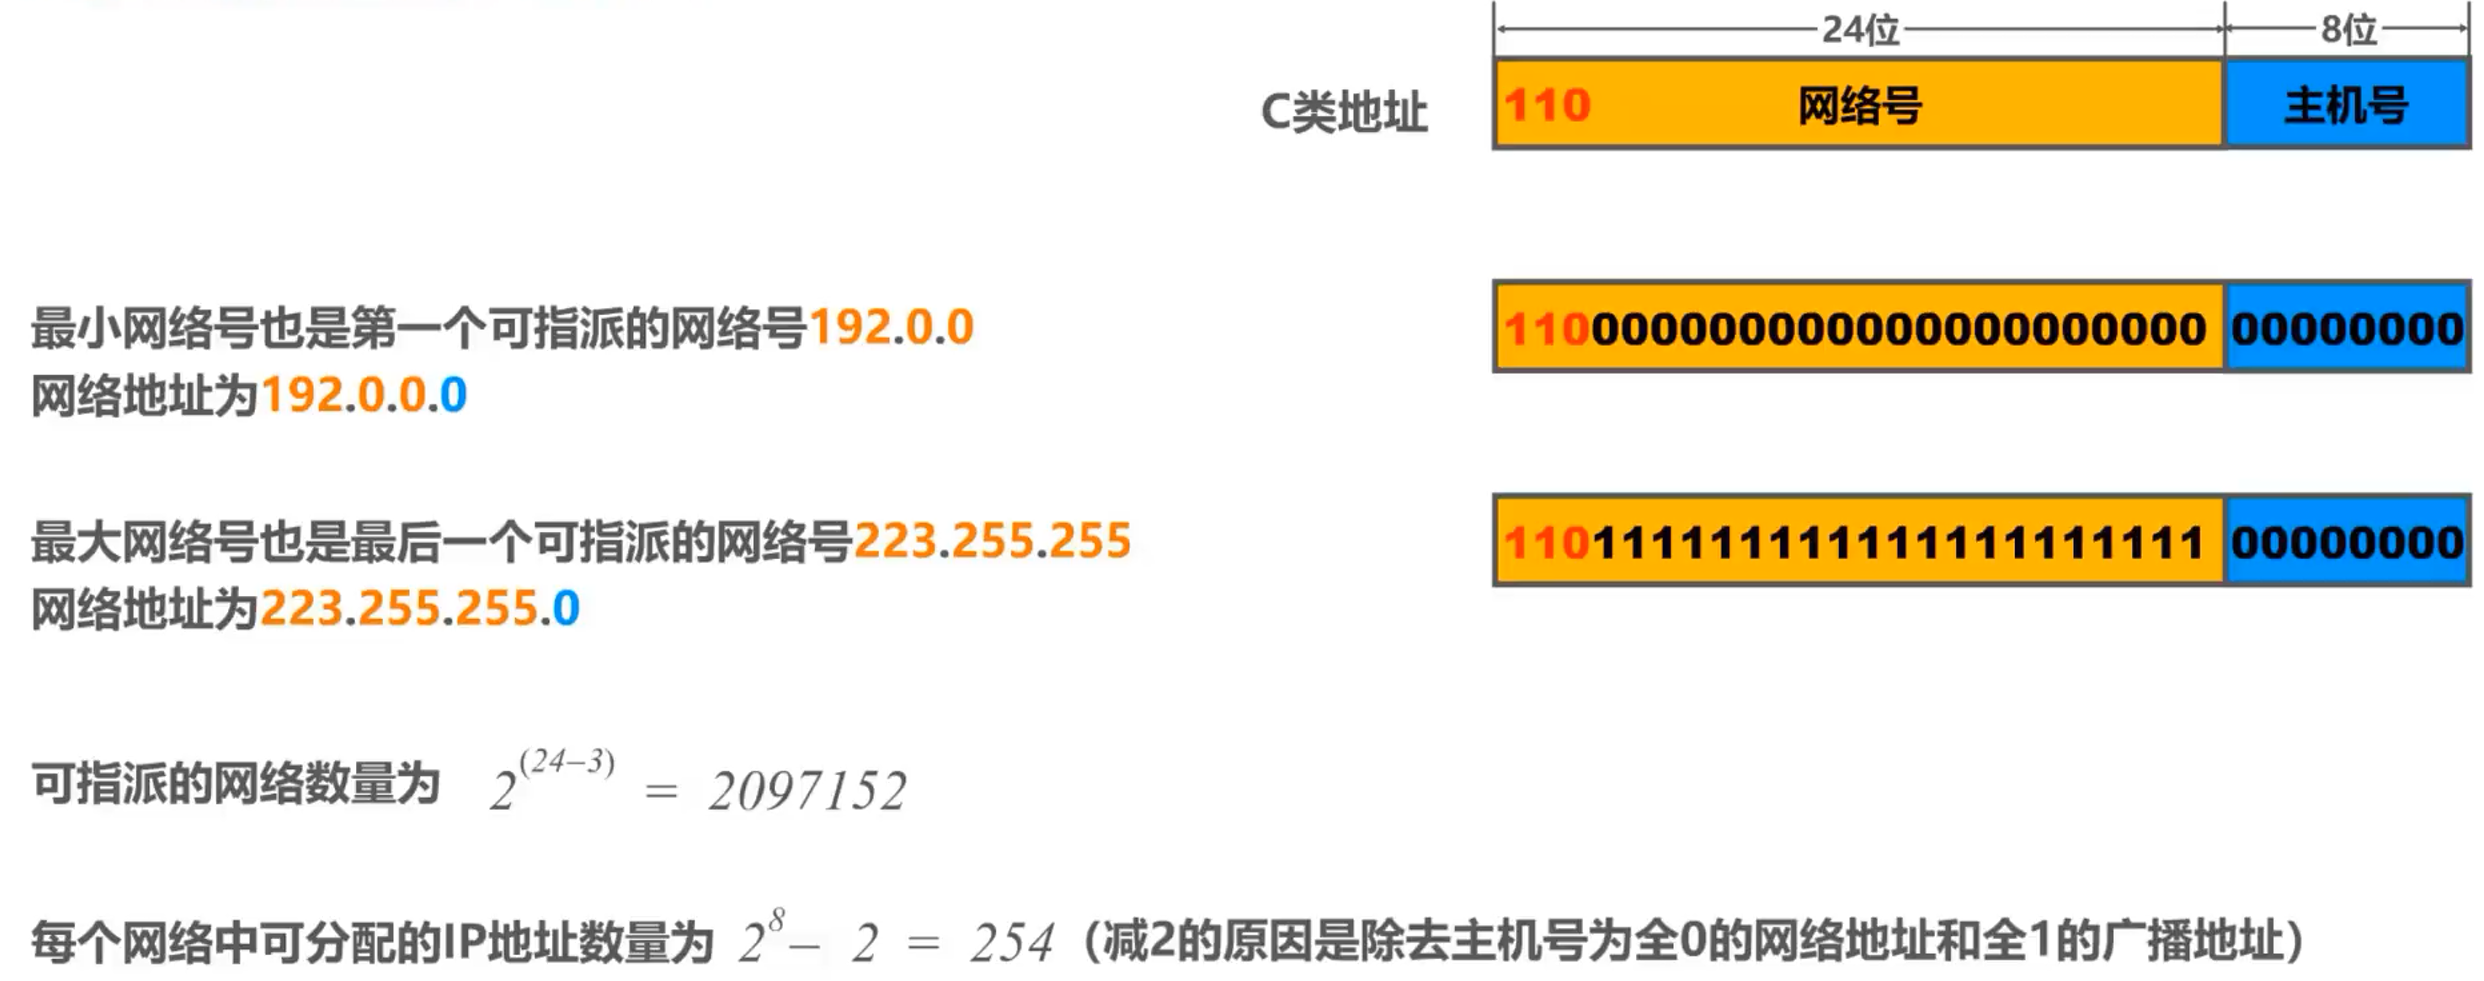 24位 8位
C类地址 110 网络号 主机号
最小网络号也是第一个可指派的网络号192.0.0
网络地址为192.0.0.0
110000000000000000000000 00000000
最大网络号也是最后一个可指派的网络号223.255.255
网络地址为223.255.255.0
110111111111111111111111 00000000
可指派的网络数量为 2^(24-3) = 2097152
每个网络中可分配的IP地址数量为 2^8 - 2 = 254（减2的原因是除去主机号为全0的网络地址和全1的广播地址）